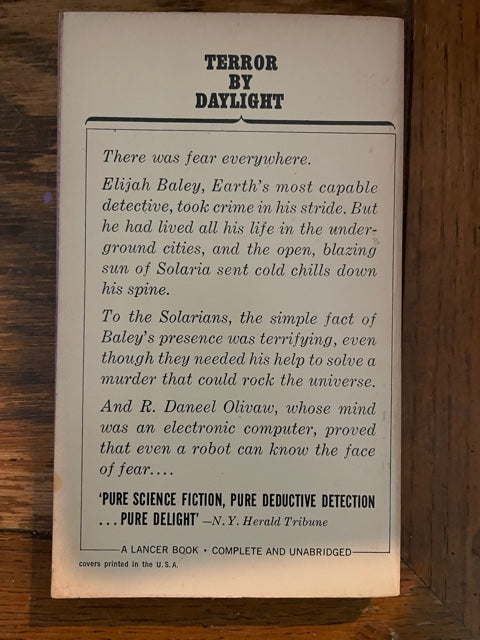 TERROR
BY
DAYLIGHT
There was fear everywhere.
Elijah Baley, Earth's most capable
detective, took crime in his stride. But
he had lived all his life in the under-
ground cities, and the open, blazing
sun of Solaria sent cold chills down
his spine.
To the Solarians, the simple fact of
Baley's presence was terrifying, even
though they needed his help to solve a
murder that could rock the universe.
And R. Daneel Olivaw, whose mind
was an electronic computer, proved
that even a robot can know the face
of fear....
'PURE SCIENCE FICTION, PURE DEDUCTIVE DETECTION
...PURE DELIGHT' —N.Y. Herald Tribune
A LANCER BOOK • COMPLETE AND UNABRIDGED
covers printed in the U.S.A.